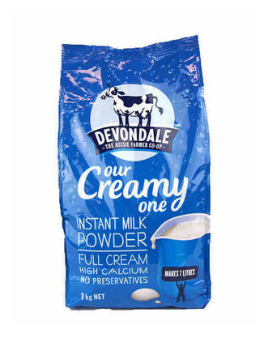 DEVONDALE
- THE AUSSIE FARMER CO-OP -
our
Creamy
one
INSTANT MILK
POWDER
FULL CREAM
HIGH CALCIUM
NO PRESERVATIVES
MAKES 7 LITRES
1kg NET